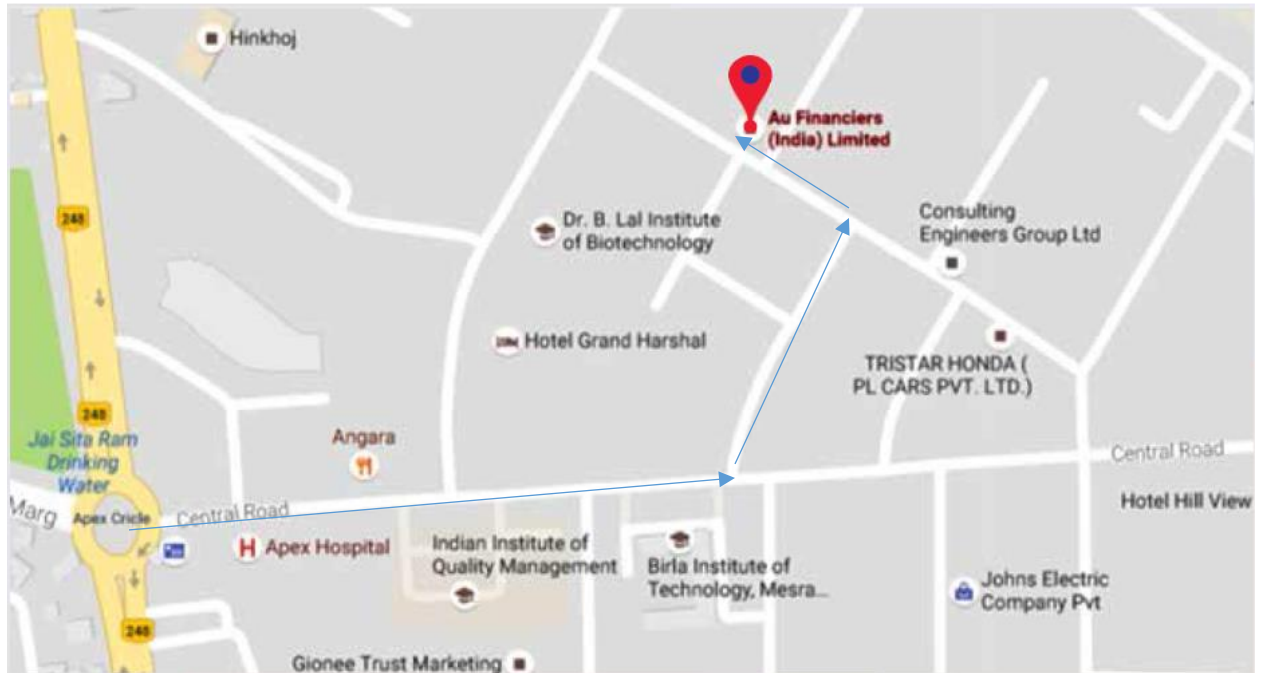 Hinkhoj
Au Financiers
(India) Limited
248
Dr. B. Lal Institute
of Biotechnology
Consulting
Engineers Group Ltd
Hotel Grand Harshal
TRISTAR HONDA (
PL CARS PVT. LTD.)
248
Jai Sita Ram
Drinking
Water
Angara
Central Road
Marg
Apex Cricle
Central Road
Hotel Hill View
H
Apex Hospital
Indian Institute of
Quality Management
Birla Institute of
Technology, Mesra...
Johns Electric
Company Pvt
248
Gionee Trust Marketing